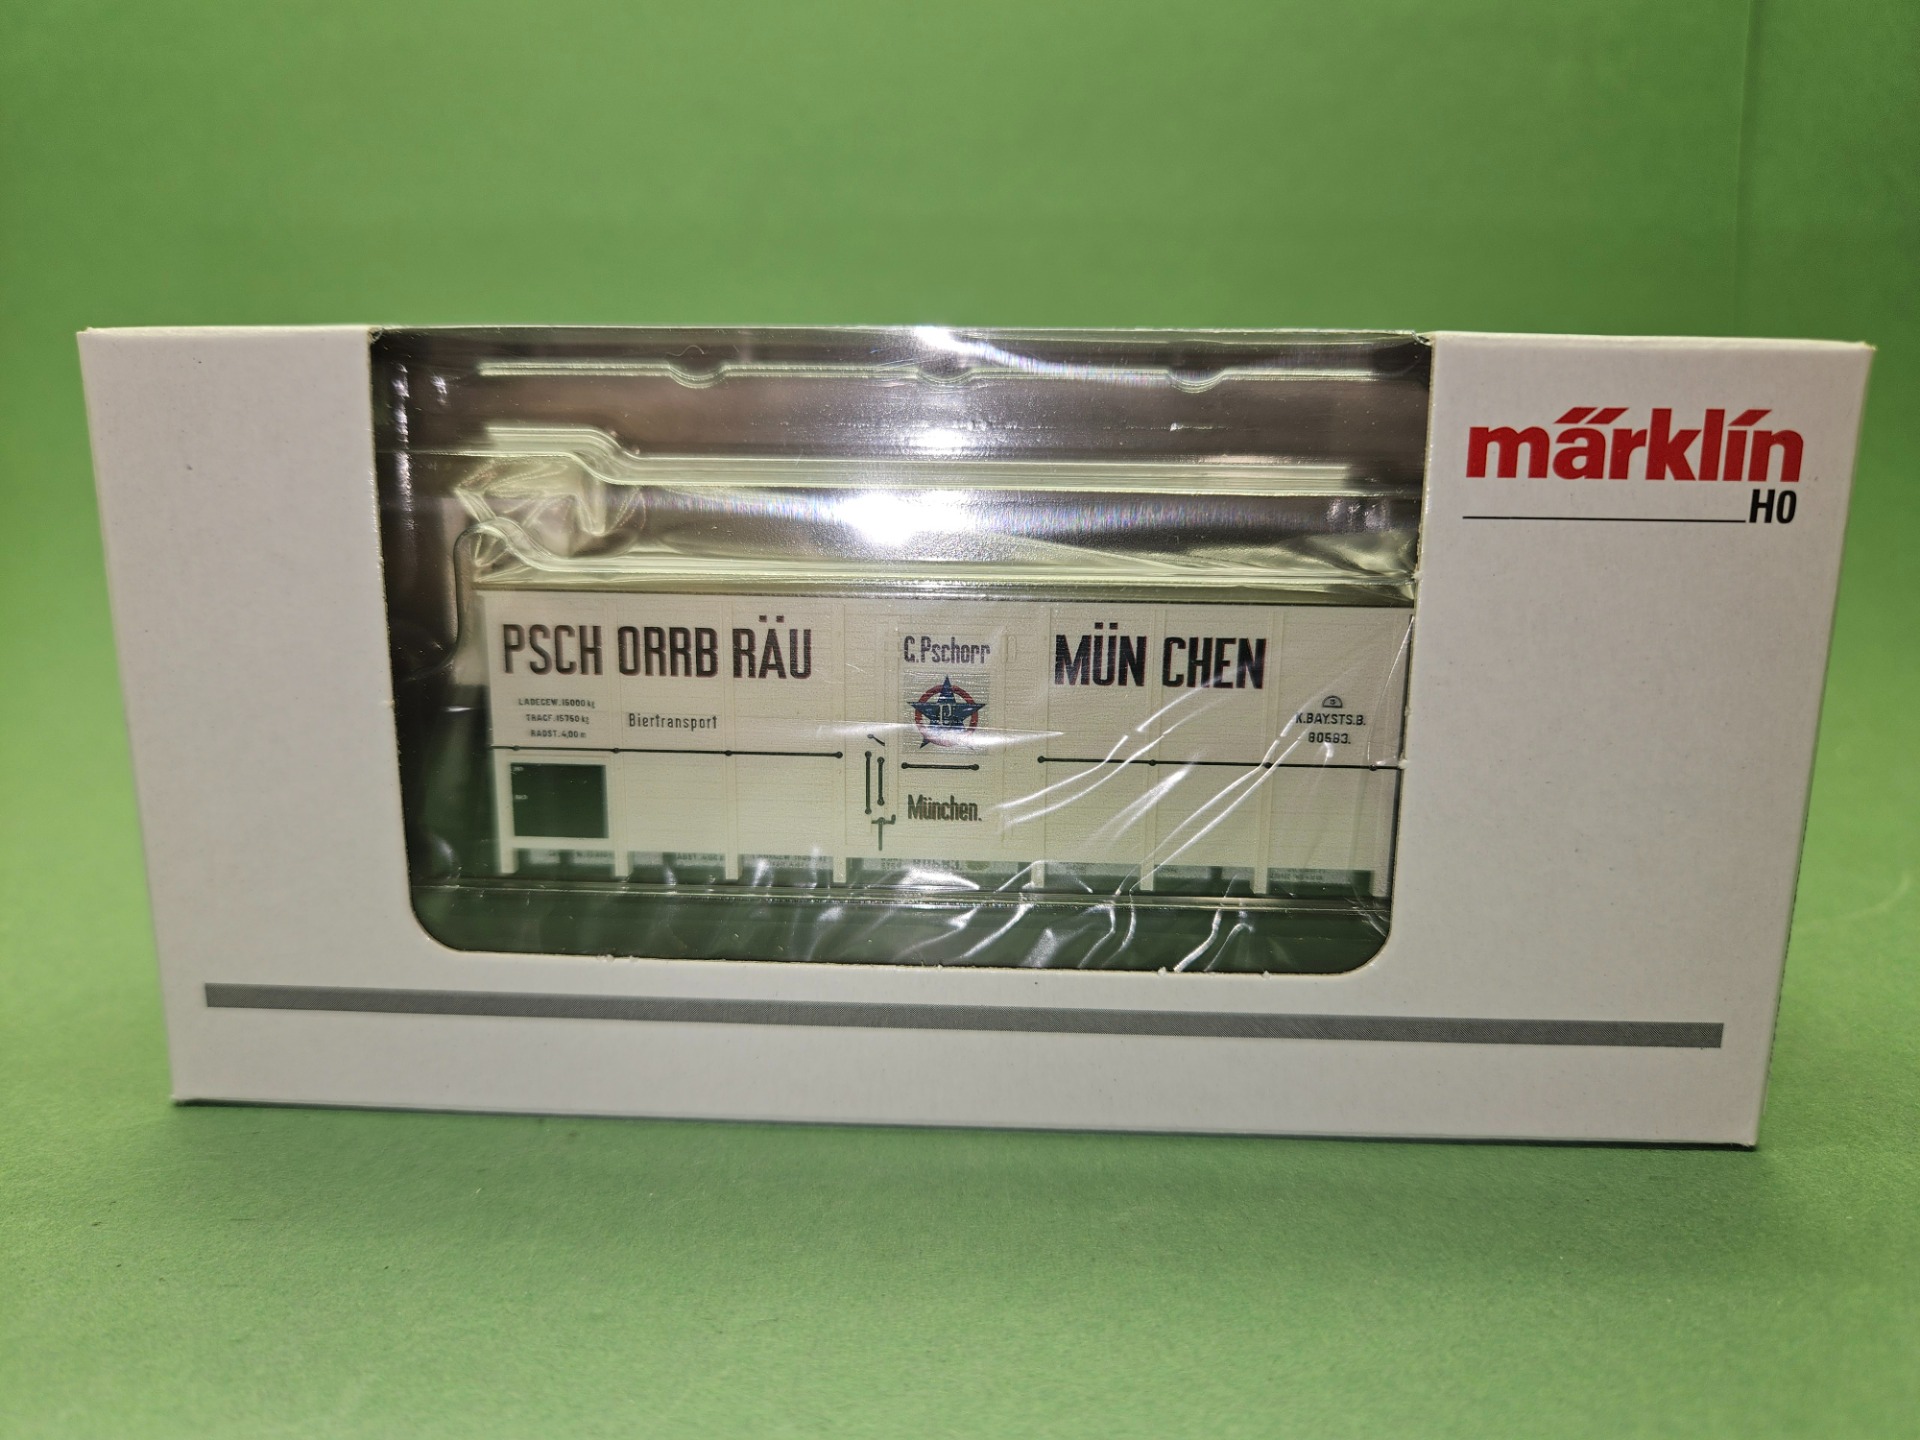 märklin
H0
PSCH ORRB RÄU
G. Pschorr
MÜN CHEN
LADEGEW. 15000 kg
TRAGF. 15750 kg
RADST. 4,00 m
Biertransport
K.BAY.STS.B.
80583.
München.